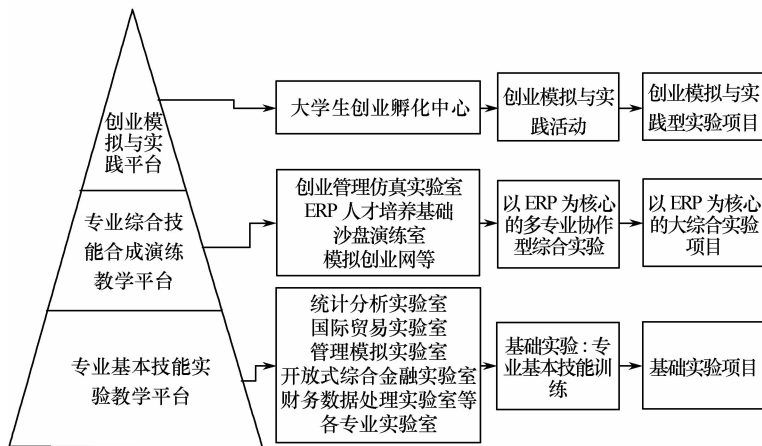 创业模
拟与实
践平台
大学生创业孵化中心
创业模拟与实
践活动
创业模拟与实
践型实验项目
专业综合技
能合成演练
教学平台
创业管理仿真实验室
ERP 人才培养基础
沙盘演练室
模拟创业网等
以 ERP 为核心
的多专业协作
型综合实验
以 ERP 为核心
的大综合实验
项目
专业基本技能实
验教学平台
统计分析实验室
国际贸易实验室
管理模拟实验室
开放式综合金融实验室
财务数据处理实验室等
各专业实验室
基础实验：专
业基本技能训
练
基础实验项目